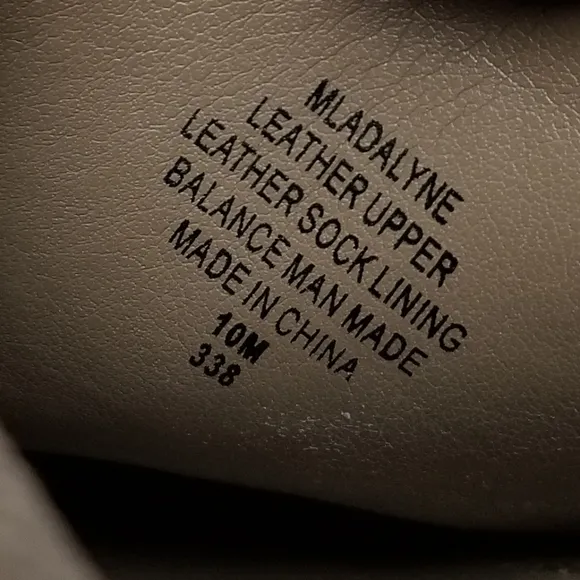 MLADALYNE
LEATHER UPPER
LEATHER SOCK LINING
BALANCE MAN MADE
MADE IN CHINA
10M
338